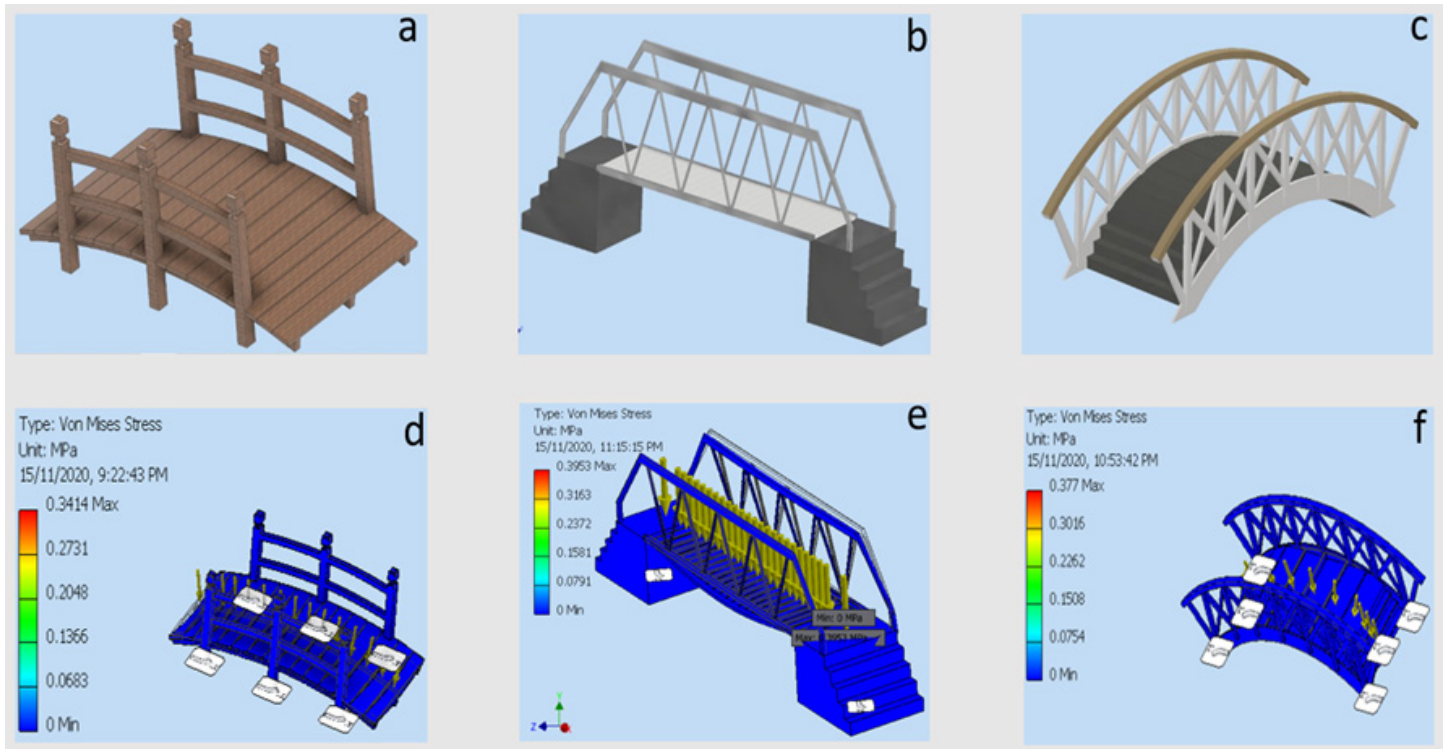 a
b
c
Type: Von Mises Stress
Unit: MPa
15/11/2020, 9:22:43 PM
0.3414 Max
0.2731
0.2048
0.1366
0.0683
0 Min
d
Type: Von Mises Stress
Unit: MPa
15/11/2020, 11:15:15 PM
0.3953 Max
0.3163
0.2372
0.1581
0.0791
0 Min
Min: 0 MPa
Max: 0.3953 MPa
Y
Z
e
Type: Von Mises Stress
Unit: MPa
15/11/2020, 10:53:42 PM
0.377 Max
0.3016
0.2262
0.1508
0.0754
0 Min
f